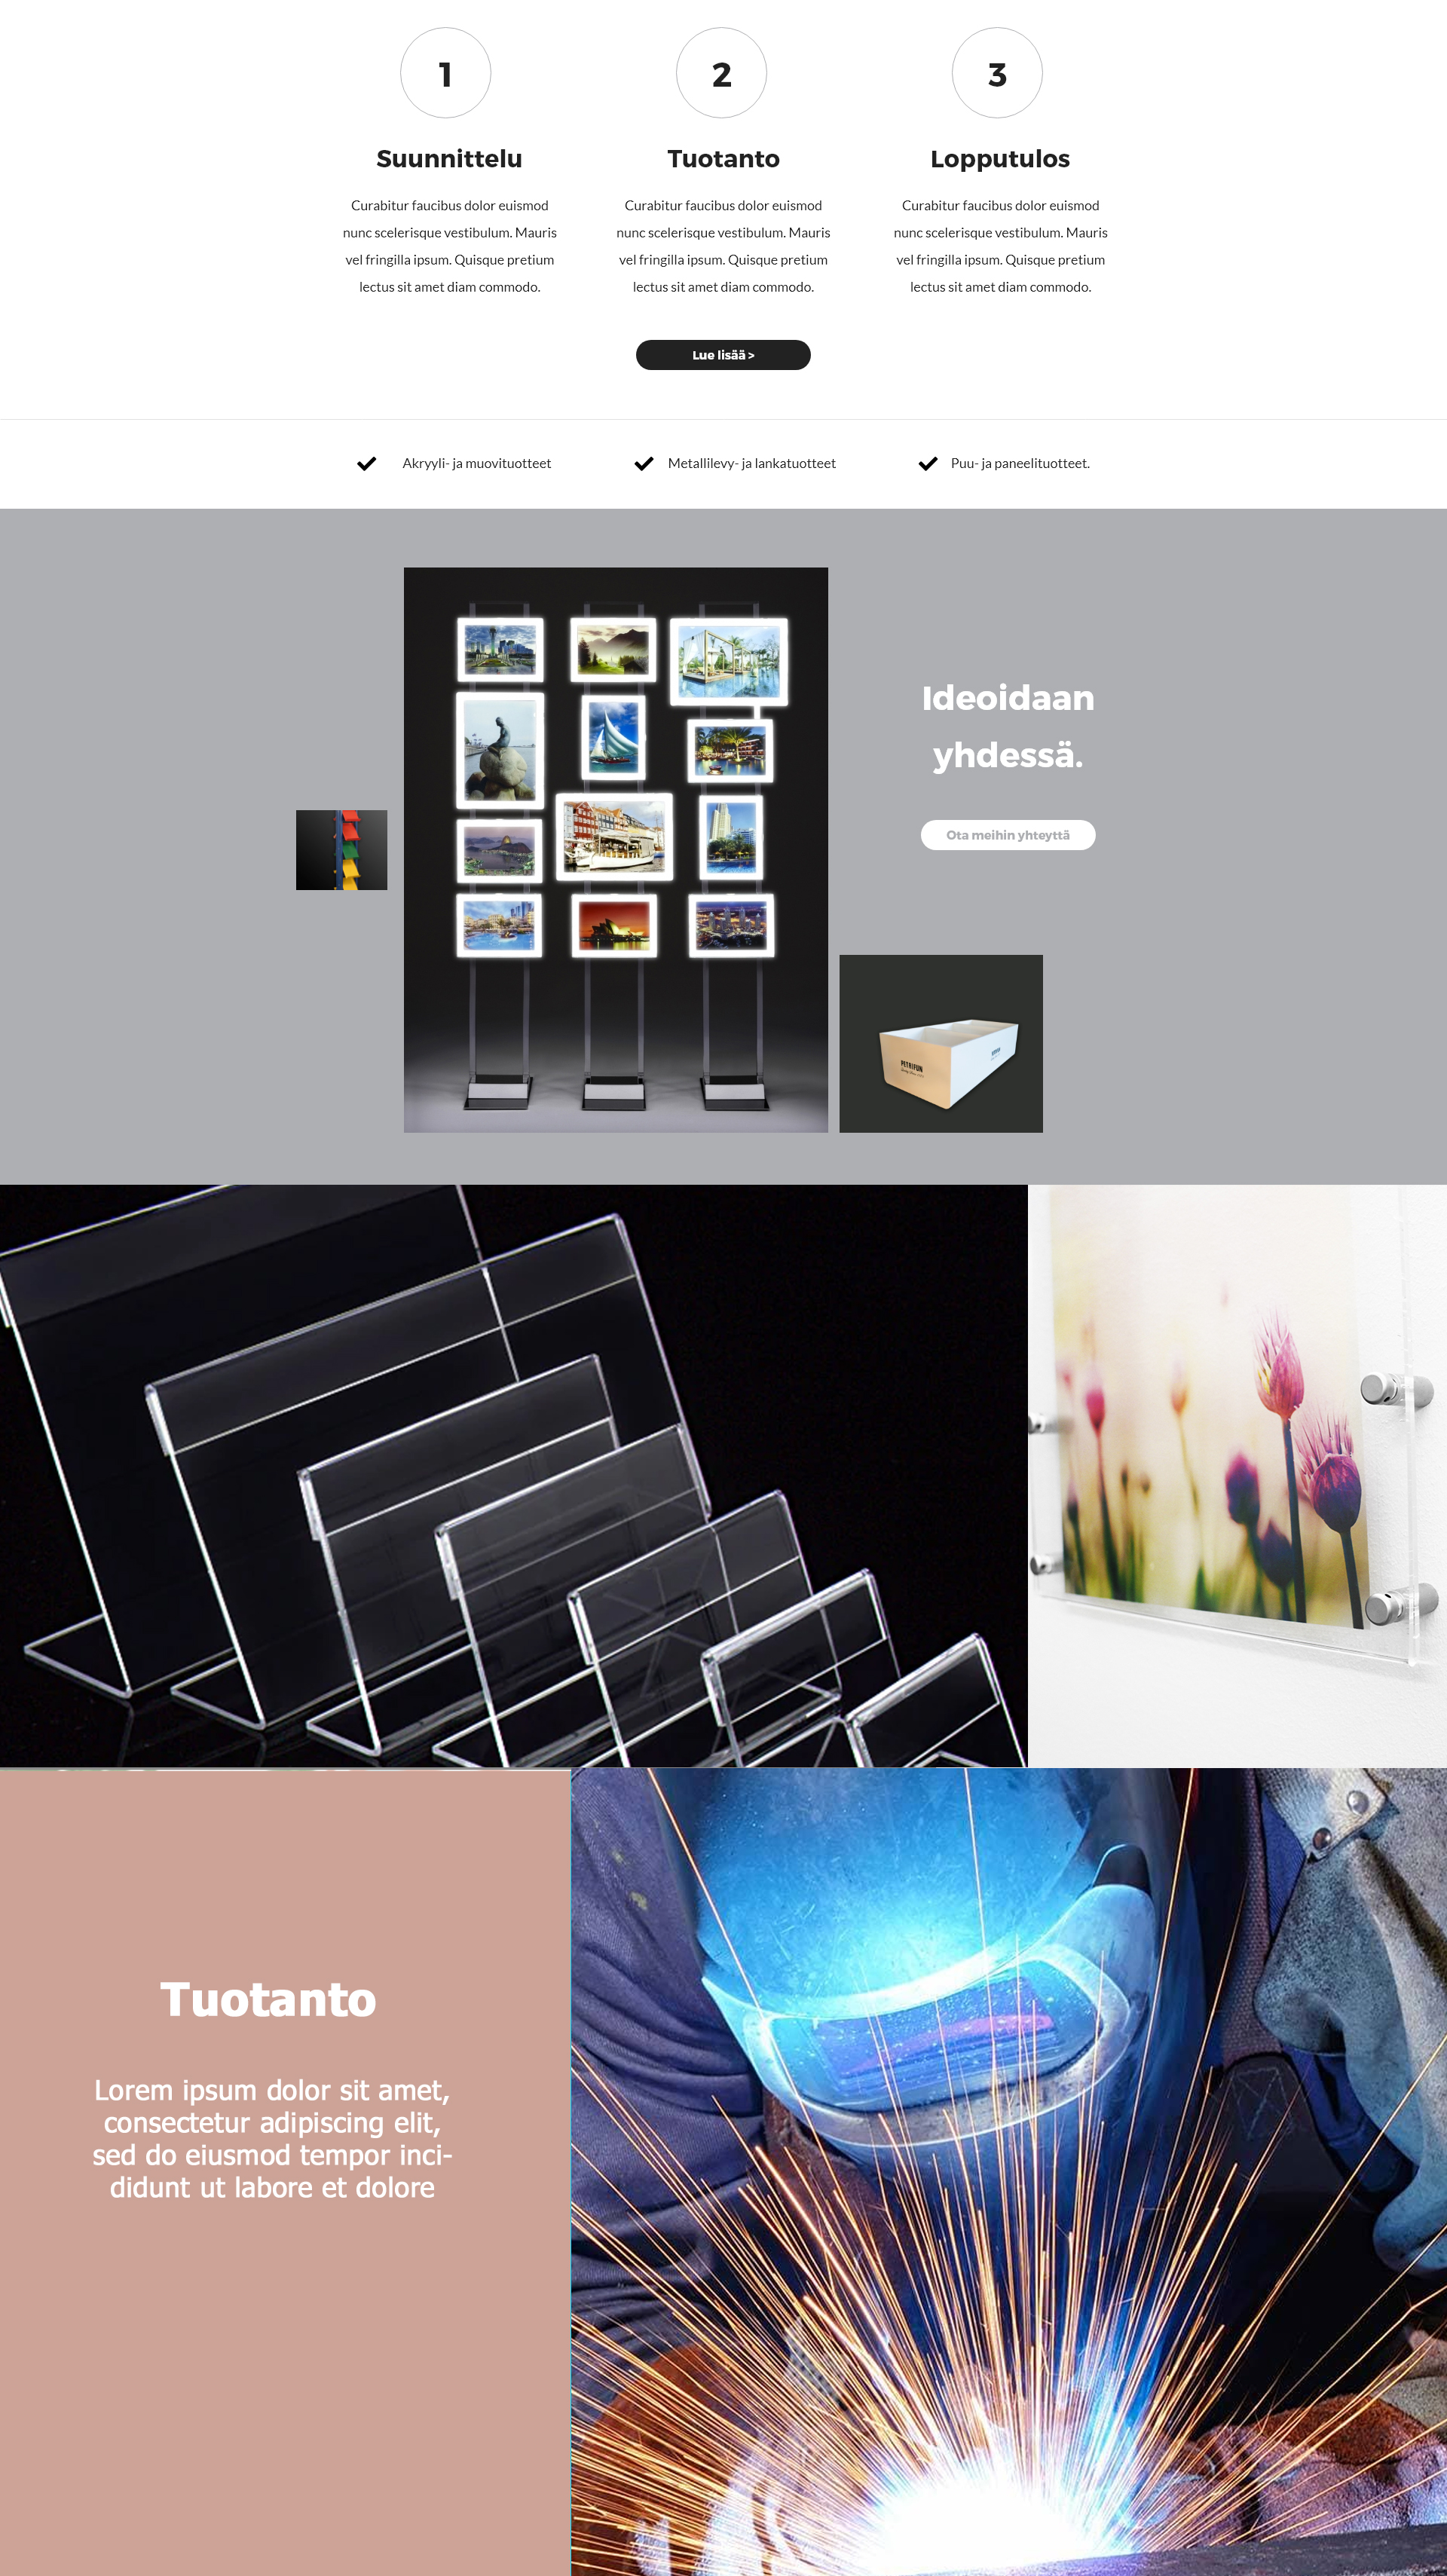 1
2
3
Suunnittelu
Tuotanto
Lopputulos
Curabitur faucibus dolor euismod
nunc scelerisque vestibulum. Mauris
vel fringilla ipsum. Quisque pretium
lectus sit amet diam commodo.
Curabitur faucibus dolor euismod
nunc scelerisque vestibulum. Mauris
vel fringilla ipsum. Quisque pretium
lectus sit amet diam commodo.
Curabitur faucibus dolor euismod
nunc scelerisque vestibulum. Mauris
vel fringilla ipsum. Quisque pretium
lectus sit amet diam commodo.
Lue lisää >
Akryyli- ja muovituotteet
Metallilevy- ja lankatuotteet
Puu- ja paneelituotteet.
Ideoidaan
yhdessä.
Ota meihin yhteyttä
PETRIFUN
Tuotanto
Lorem ipsum dolor sit amet,
consectetur adipiscing elit,
sed do eiusmod tempor inci-
didunt ut labore et dolore